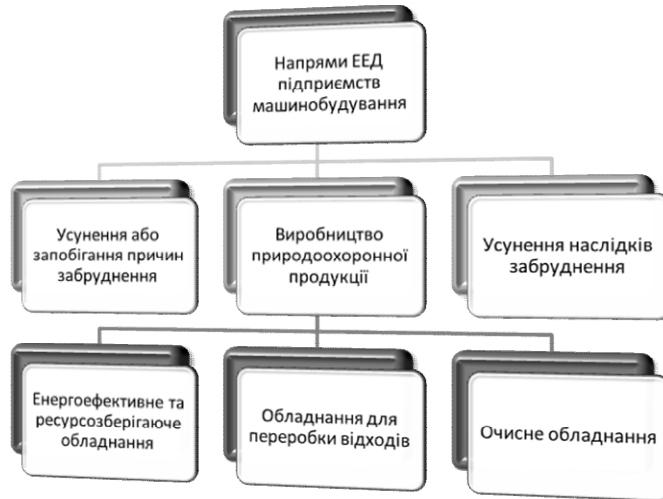 Напрями ЕЕД
підприємств
машинобудування
Усунення або
запобігання причин
забруднення
Виробництво
природоохоронної
продукції
Усунення наслідків
забруднення
Енергоефективне та
ресурсозберігаюче
обладнання
Обладнання для
переробки відходів
Очисне обладнання